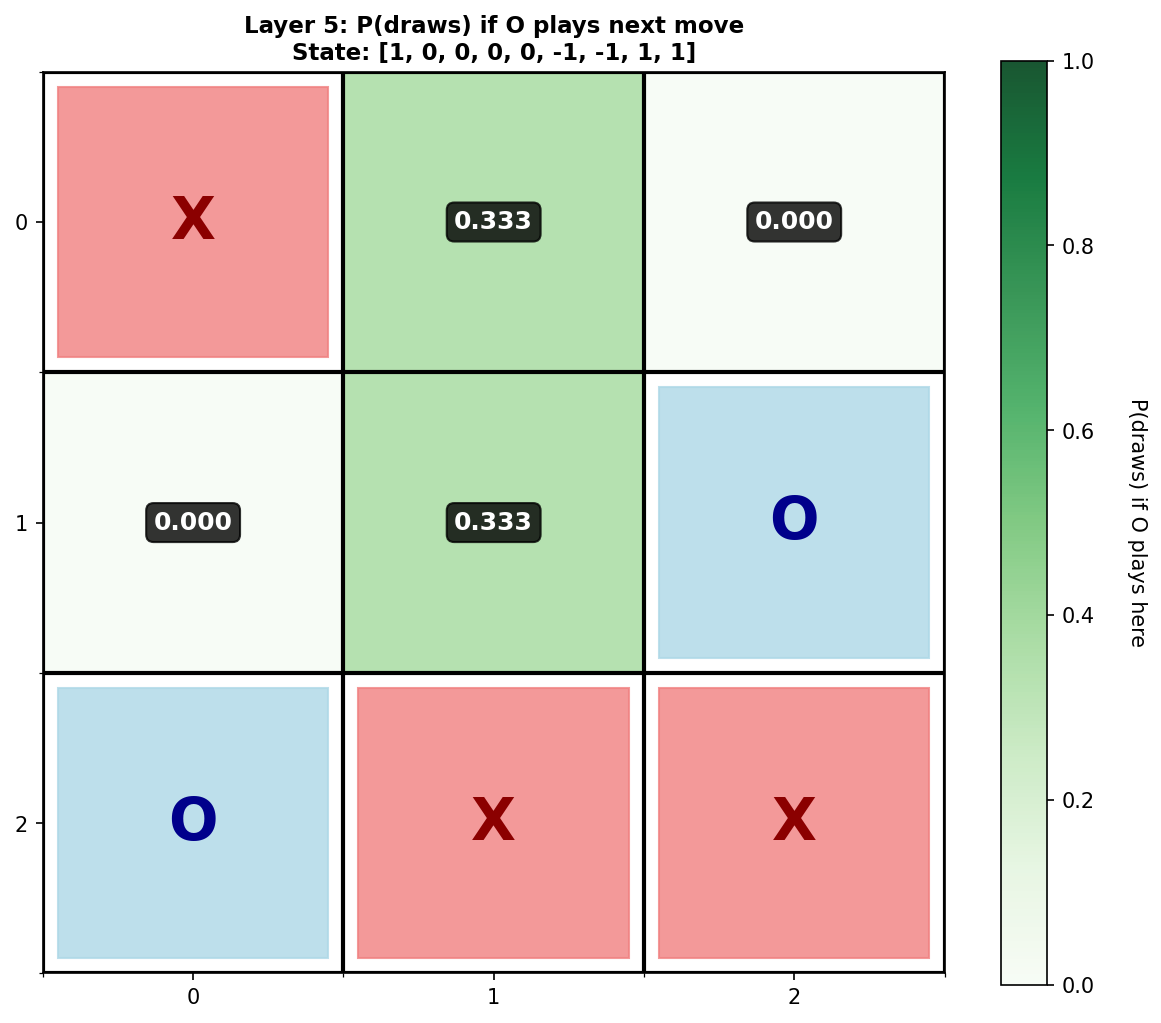 Layer 5: P(draws) if O plays next move
State: [1, 0, 0, 0, 0, -1, -1, 1, 1]
X
0.333
0.000
0.000
0.333
O
O
X
X
0
1
2
0
1
2
1.0
0.8
0.6
0.4
0.2
0.0
P(draws) if O plays here